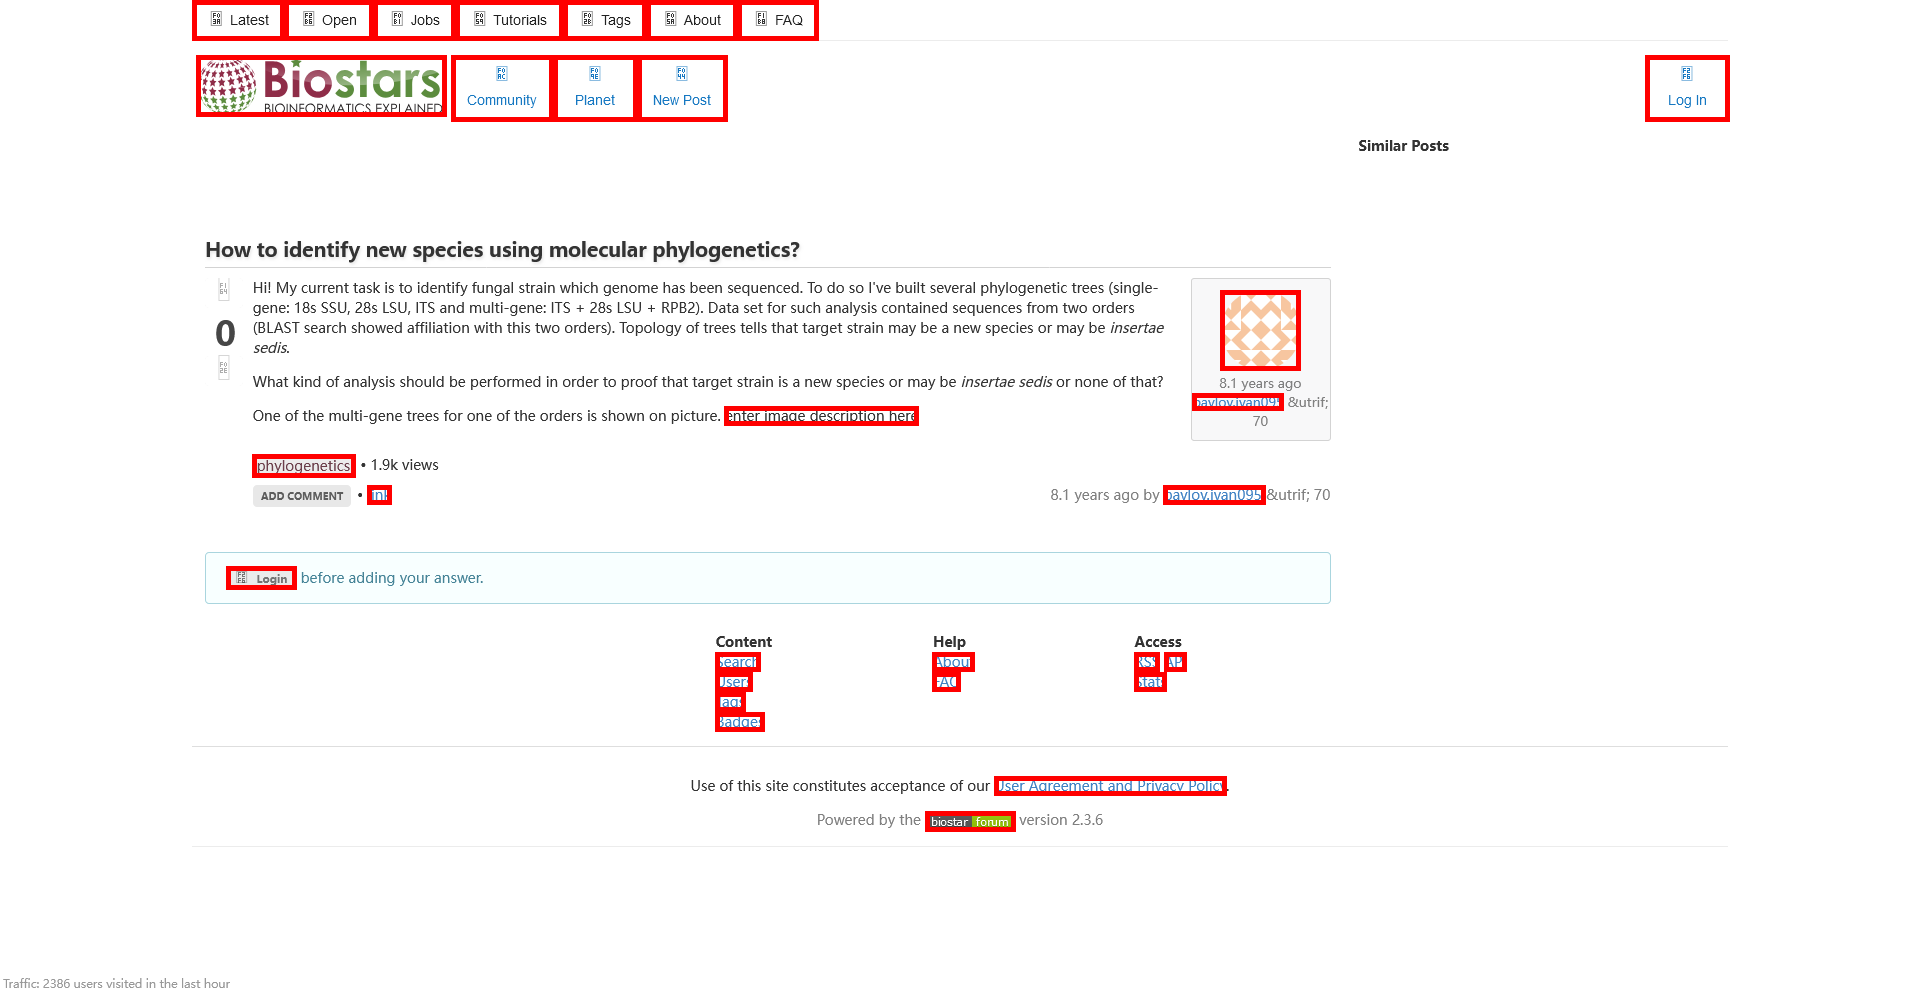 Latest Open Jobs Tutorials Tags About FAQ
Biostars
BIOINFORMATICS EXPLAINED
Community Planet New Post Log In
Similar Posts
How to identify new species using molecular phylogenetics?
0
Hi! My current task is to identify fungal strain which genome has been sequenced. To do so I've built several phylogenetic trees (single-
gene: 18s SSU, 28s LSU, ITS and multi-gene: ITS + 28s LSU + RPB2). Data set for such analysis contained sequences from two orders
(BLAST search showed affiliation with this two orders). Topology of trees tells that target strain may be a new species or may be insertae
sedis.
What kind of analysis should be performed in order to proof that target strain is a new species or may be insertae sedis or none of that?
One of the multi-gene trees for one of the orders is shown on picture. enter image description here
8.1 years ago
pavlov.ivan095 &utrif;
70
phylogenetics • 1.9k views
ADD COMMENT • link
8.1 years ago by pavlov.ivan095 &utrif; 70
Login before adding your answer.
Content
Search
Users
Tags
Badges
Help
About
FAQ
Access
RSS API
Stats
Use of this site constitutes acceptance of our User Agreement and Privacy Policy.
Powered by the biostar forum version 2.3.6
Traffic: 2386 users visited in the last hour